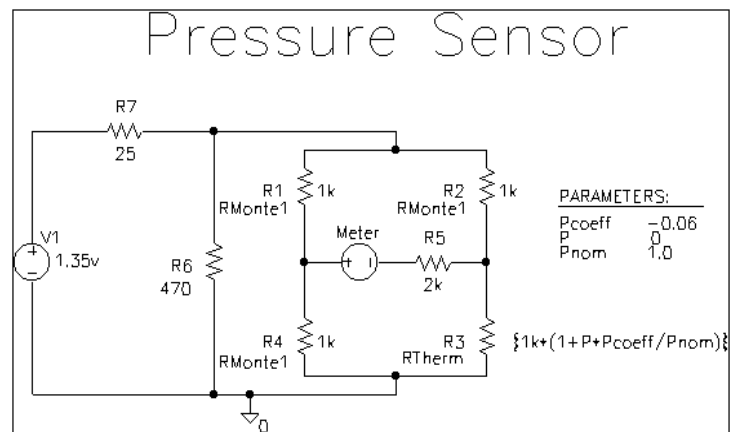 Pressure Sensor
R7
25
R1
1k
RMonte1
R2
1k
RMonte1
PARAMETERS:
Pcoeff -0.06
P 0
Pnom 1.0
V1
+
-
1.35v
R6
470
Meter
+ -
R5
2k
R4
1k
RMonte1
R3
RTherm
{1k*(1+P*Pcoeff/Pnom)}
0